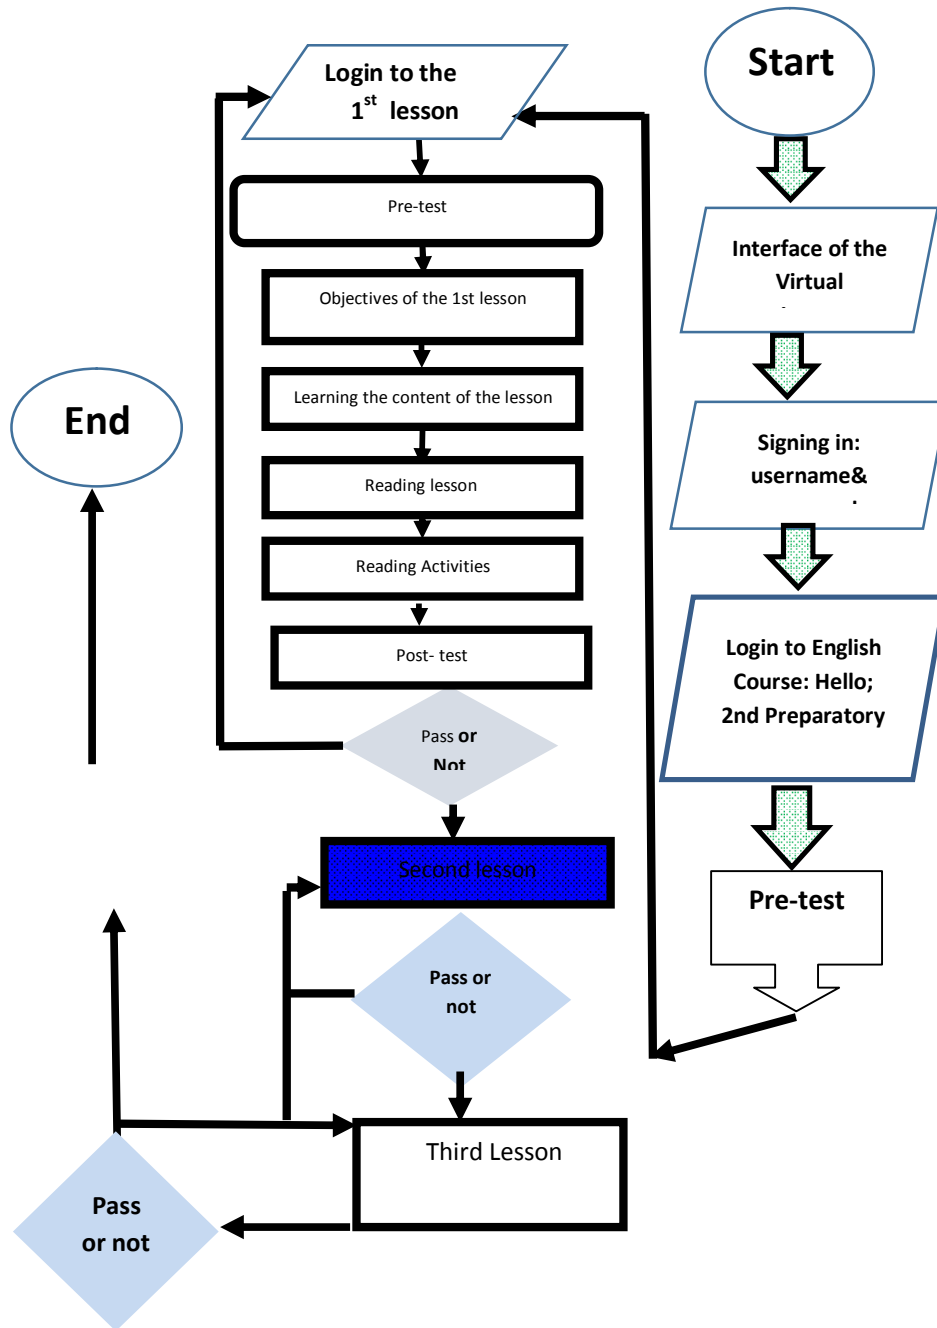 Start
Interface of the
Virtual
Signing in:
username&
Login to English
Course: Hello;
2nd Preparatory
Pre-test
Login to the
1st lesson
Pre-test
Objectives of the 1st lesson
Learning the content of the lesson
Reading lesson
Reading Activities
Post- test
Pass or
Not
Second lesson
Pass or
not
Third Lesson
Pass
or not
End